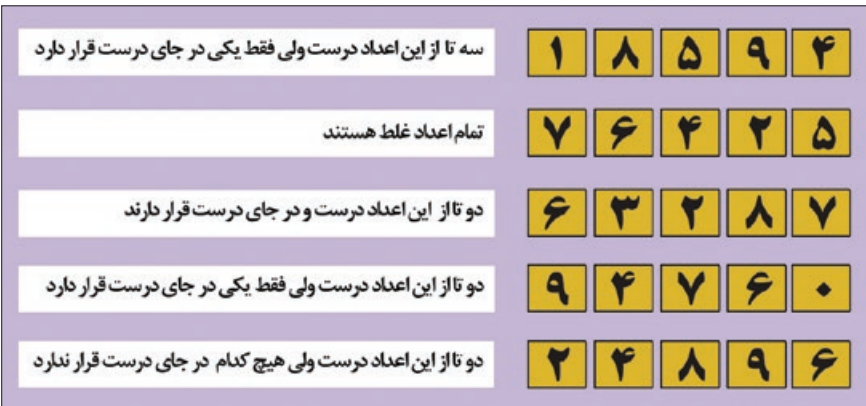 سه تا از این اعداد درست ولی فقط یکی در جای درست قرار دارد
۱ ۸ ۵ ۹ ۴
تمام اعداد غلط هستند
۷ ۶ ۴ ۲ ۵
دو تا از این اعداد درست و در جای درست قرار دارند
۶ ۳ ۲ ۸ ۷
دو تا از این اعداد درست ولی فقط یکی در جای درست قرار دارد
۹ ۴ ۷ ۶ ۰
دو تا از این اعداد درست ولی هیچ کدام در جای درست قرار ندارد
۲ ۴ ۸ ۹ ۶